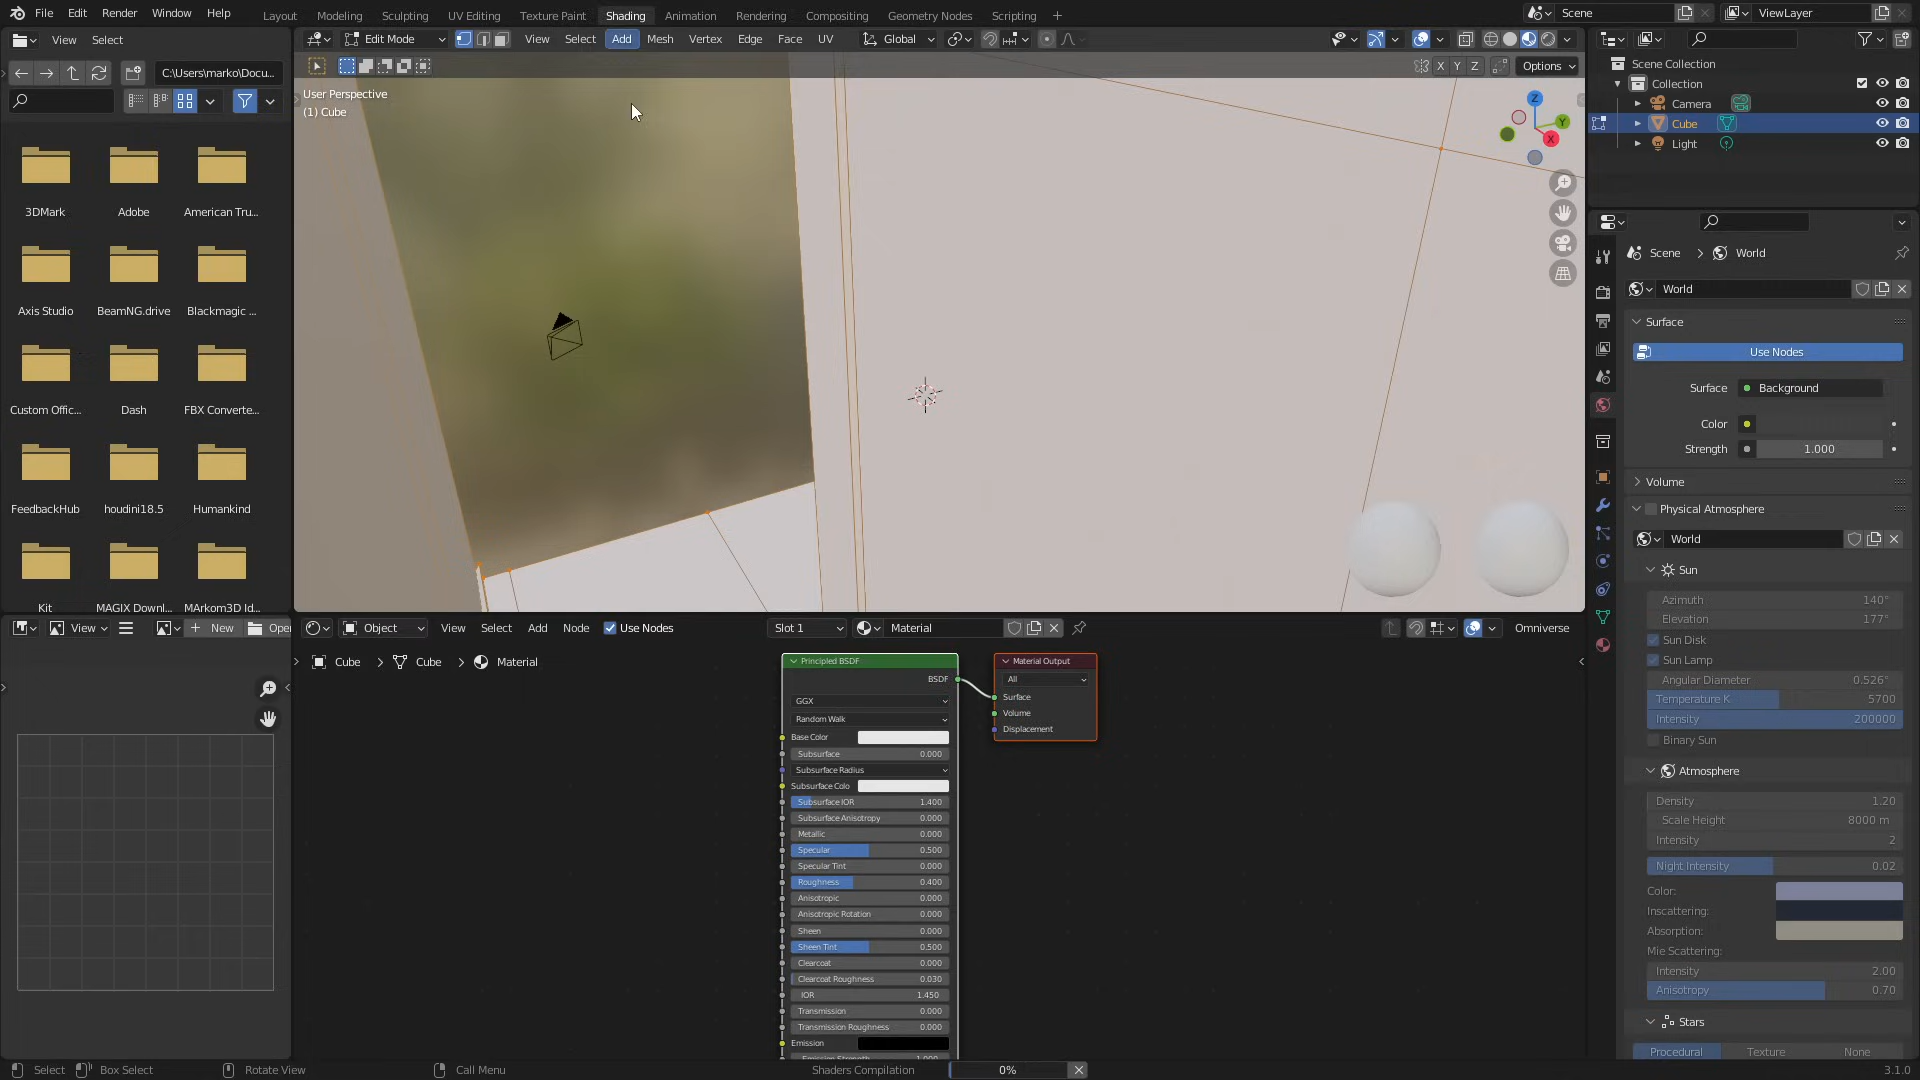 File Edit Render Window Help Layout Modeling Sculpting UV Editing Texture Paint Shading Animation Rendering Compositing Geometry Nodes Scripting + Scene ViewLayer
View Select
Edit Mode View Select Add Mesh Vertex Edge Face UV Global
C:\Users\marko\Docu...
X Y Z Options
User Perspective
(1) Cube
3DMark Adobe American Tru...
Axis Studio BeamNG.drive Blackmagic ...
Custom Offic... Dash FBX Converte...
FeedbackHub houdini18.5 Humankind
Kit MAGIX Downl... MArkom3D Id...
Z
Y
X
Scene Collection
Collection
Camera
Cube
Light
Scene > World
World
Surface
Use Nodes
Surface Background
Color
Strength 1.000
Volume
Physical Atmosphere
World
Sun
Azimuth 140°
Elevation 177°
Sun Disk
Sun Lamp
Angular Diameter 0.526°
Temperature K 5700
Intensity 200000
Binary Sun
Atmosphere
Density 1.20
Scale Height 8000 m
Intensity 2
Night Intensity 0.02
Color:
Inscattering:
Absorption:
Mie Scattering:
Intensity 2.00
Anisotropy 0.70
Stars
Procedural Texture None
View + New Open
Object View Select Add Node Use Nodes Slot 1 Material Omniverse
Cube > Cube > Material
Principled BSDF
BSDF
GGX
Random Walk
Base Color
Subsurface 0.000
Subsurface Radius
Subsurface Colo
Subsurface IOR 1.400
Subsurface Anisotropy 0.000
Metallic 0.000
Specular 0.500
Specular Tint 0.000
Roughness 0.400
Anisotropic 0.000
Anisotropic Rotation 0.000
Sheen 0.000
Sheen Tint 0.500
Clearcoat 0.000
Clearcoat Roughness 0.030
IOR 1.450
Transmission 0.000
Transmission Roughness 0.000
Emission
Emission Strength 1.000
Material Output
All
Surface
Volume
Displacement
Select Box Select Rotate View Call Menu Shaders Compilation 0% 3.1.0